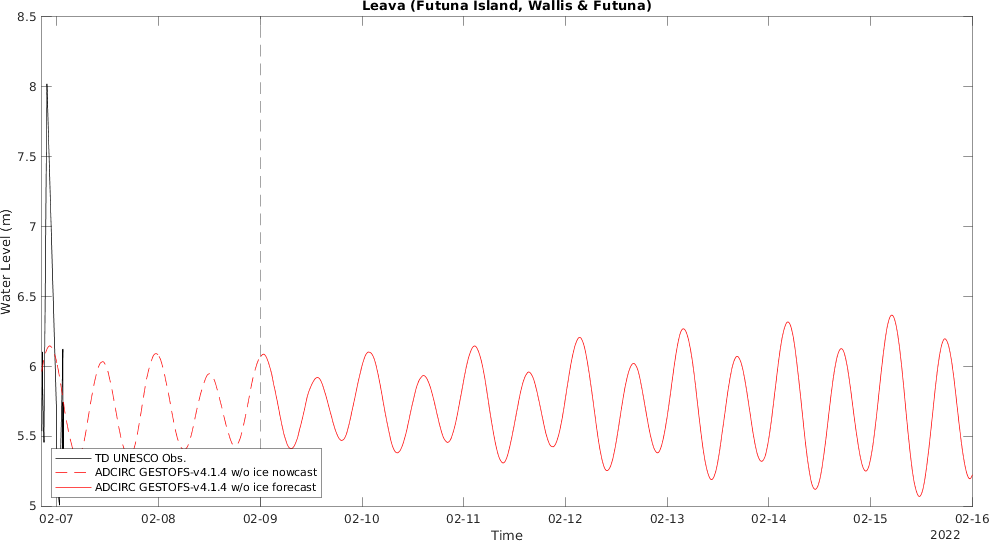 Leava (Futuna Island, Wallis & Futuna)
8.5
8
7.5
7
6.5
6
5.5
5
Water Level (m)
TD UNESCO Obs.
ADCIRC GESTOFS-v4.1.4 w/o ice nowcast
ADCIRC GESTOFS-v4.1.4 w/o ice forecast
02-07 02-08 02-09 02-10 02-11 02-12 02-13 02-14 02-15 02-16
Time
2022